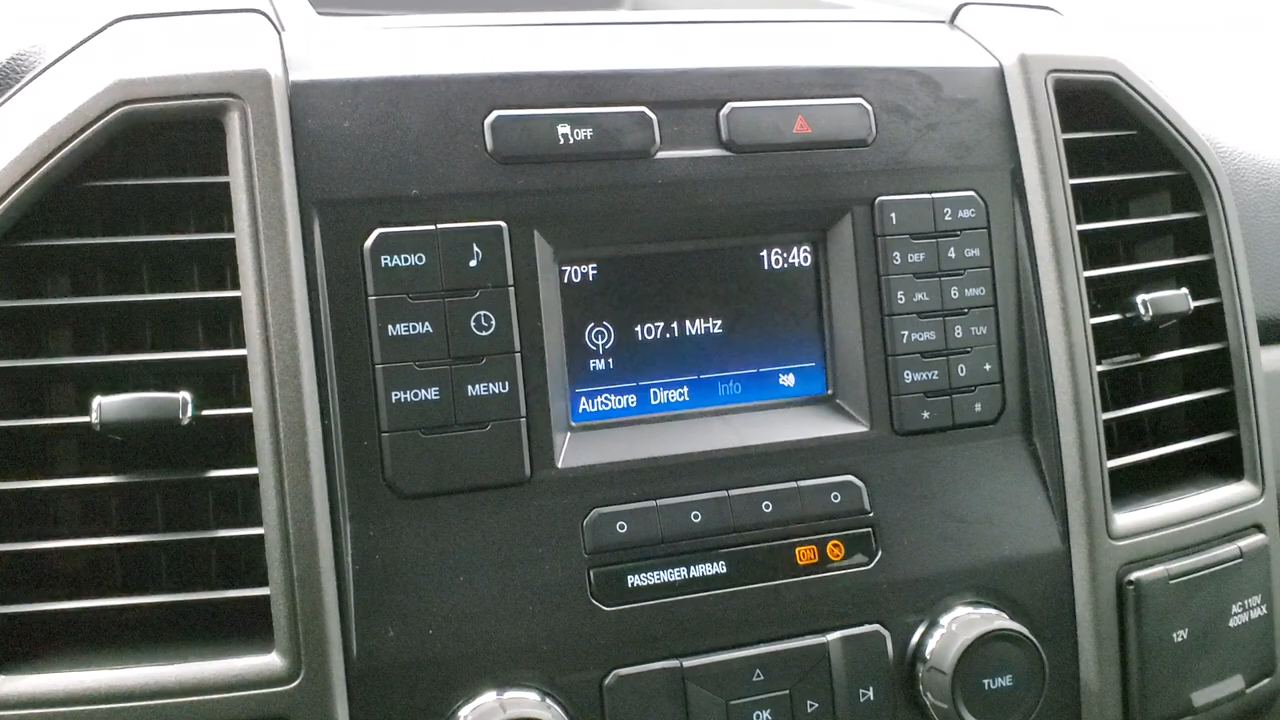 OFF
RADIO
MEDIA
PHONE MENU
70°F 16:46
107.1 MHz
FM 1
AutStore Direct Info
1 2 ABC
3 DEF 4 GHI
5 JKL 6 MNO
7 PQRS 8 TUV
9 WXYZ 0 +
* #
PASSENGER AIRBAG ON
OK
TUNE
12V
AC 110V
400W MAX